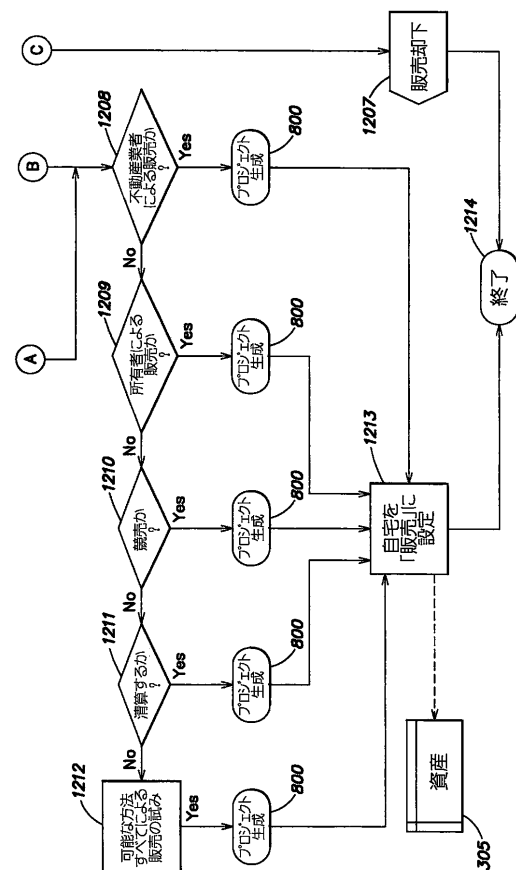 A
B
C
1208
不動産業者
による販売か
?
Yes
No
800
プロジェクト
生成
1209
所有者による
販売か
?
Yes
No
800
プロジェクト
生成
1210
競売か
?
Yes
No
800
プロジェクト
生成
1211
清算するか
?
Yes
No
800
プロジェクト
生成
1212
可能な方法
すべてによる
販売の試み
Yes
800
プロジェクト
生成
1207
販売却下
1213
自宅を
「販売」に
設定
1214
終了
資産
305